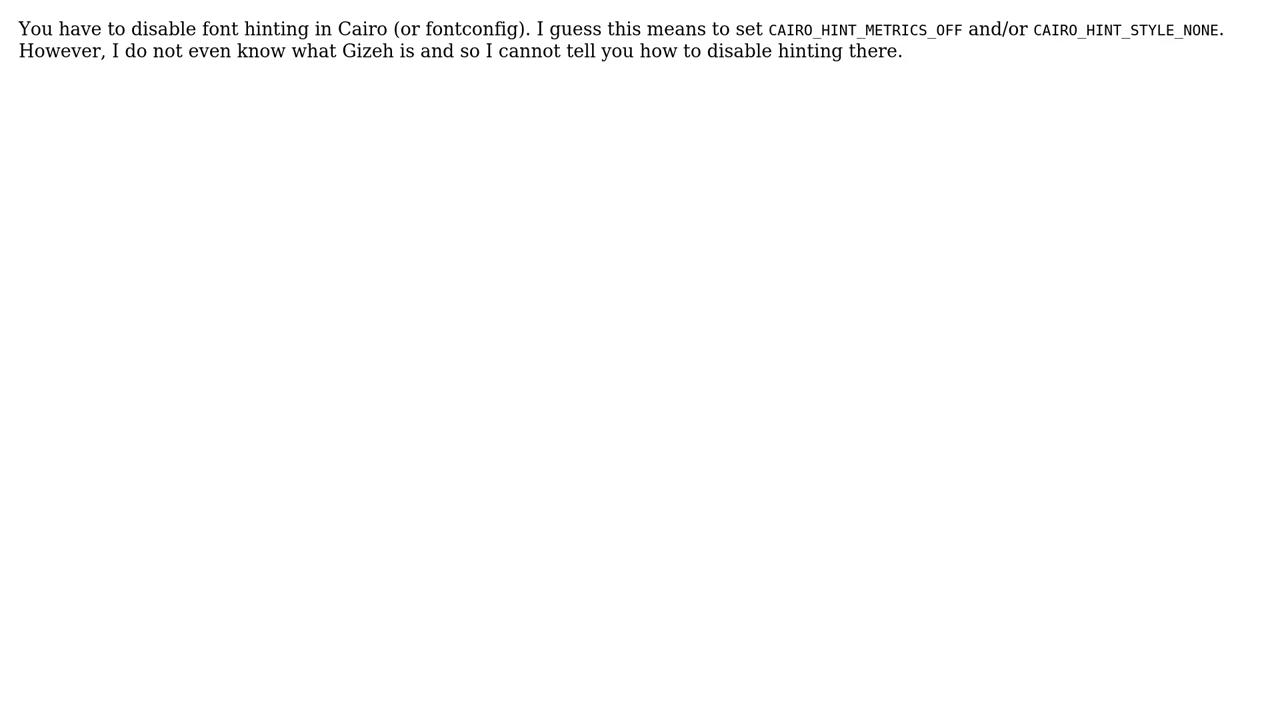 You have to disable font hinting in Cairo (or fontconfig). I guess this means to set CAIRO_HINT_METRICS_OFF and/or CAIRO_HINT_STYLE_NONE.
However, I do not even know what Gizeh is and so I cannot tell you how to disable hinting there.